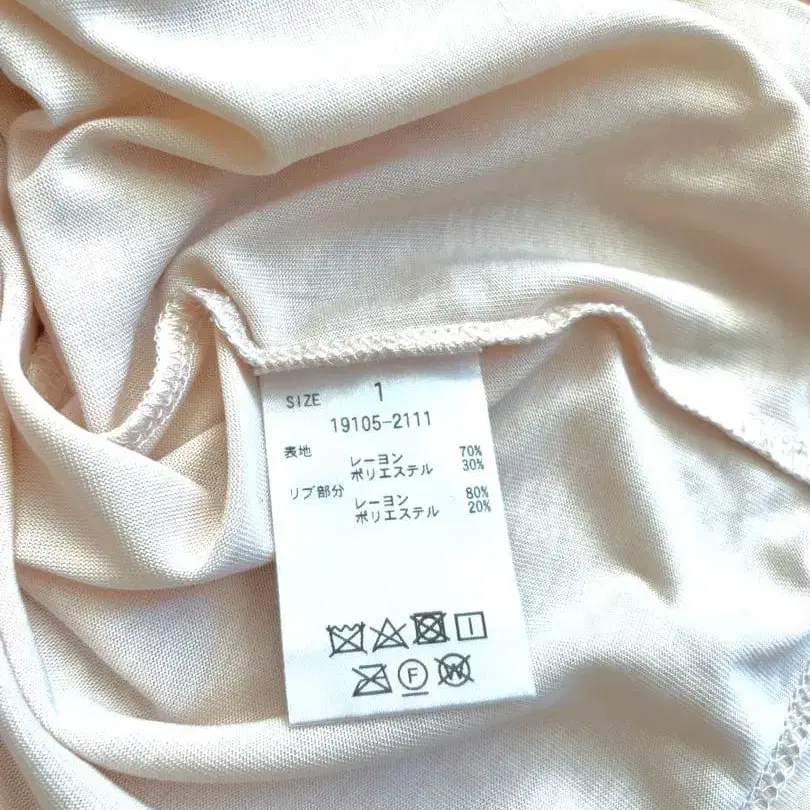 SIZE 1
19105-2111
表地 レーヨン 70%
ポリエステル 30%
リブ部分 レーヨン 80%
ポリエステル 20%
F W